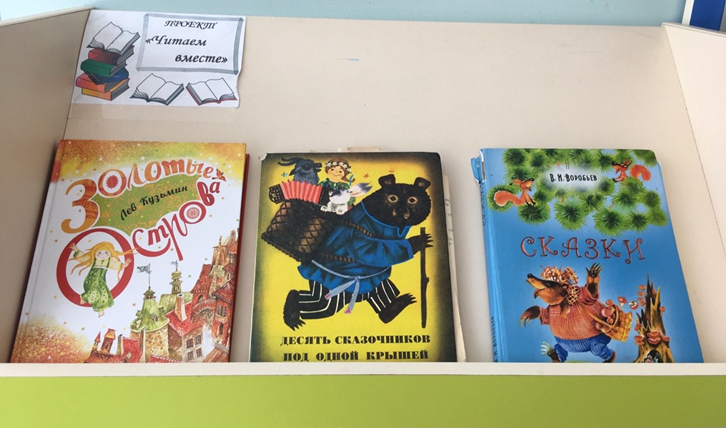 ПРОЕКТ
«Читаем
вместе»
Золотые
Лев Кузьмин
Острова
ДЕСЯТЬ СКАЗОЧНИКОВ
ПОД ОДНОЙ КРЫШЕЙ
В. И. ВОРОБЬЕВ
СКАЗКИ